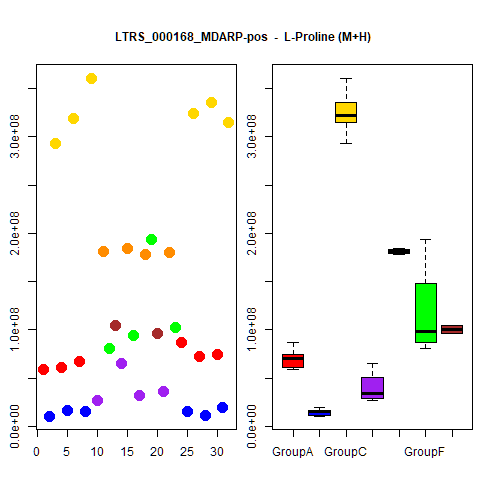 LTRS_000168_MDARP-pos - L-Proline (M+H)
3.0e+08
2.0e+08
1.0e+08
0.0e+00
0 5 10 15 20 25 30
3.0e+08
2.0e+08
1.0e+08
0.0e+00
GroupA GroupC GroupF